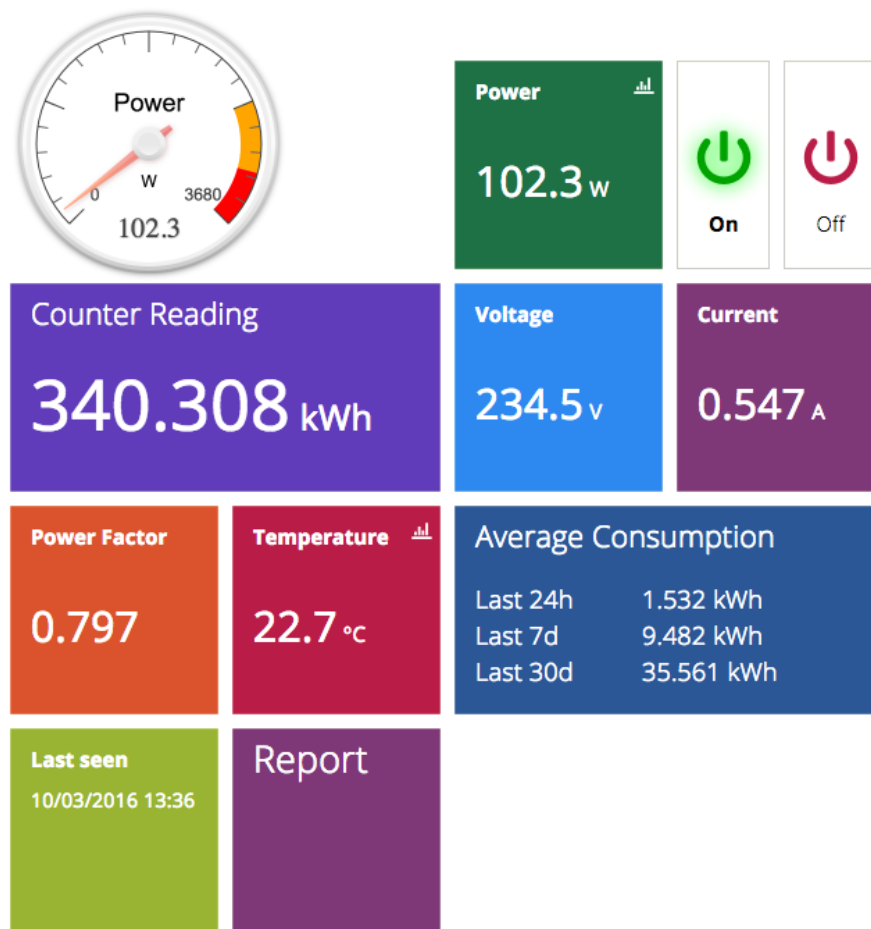 Power
W
0
3680
102.3
Power
102.3 W
On
Off
Counter Reading
340.308 kWh
Voltage
234.5 V
Current
0.547 A
Power Factor
0.797
Temperature
22.7 °C
Average Consumption
Last 24h 1.532 kWh
Last 7d 9.482 kWh
Last 30d 35.561 kWh
Last seen
10/03/2016 13:36
Report